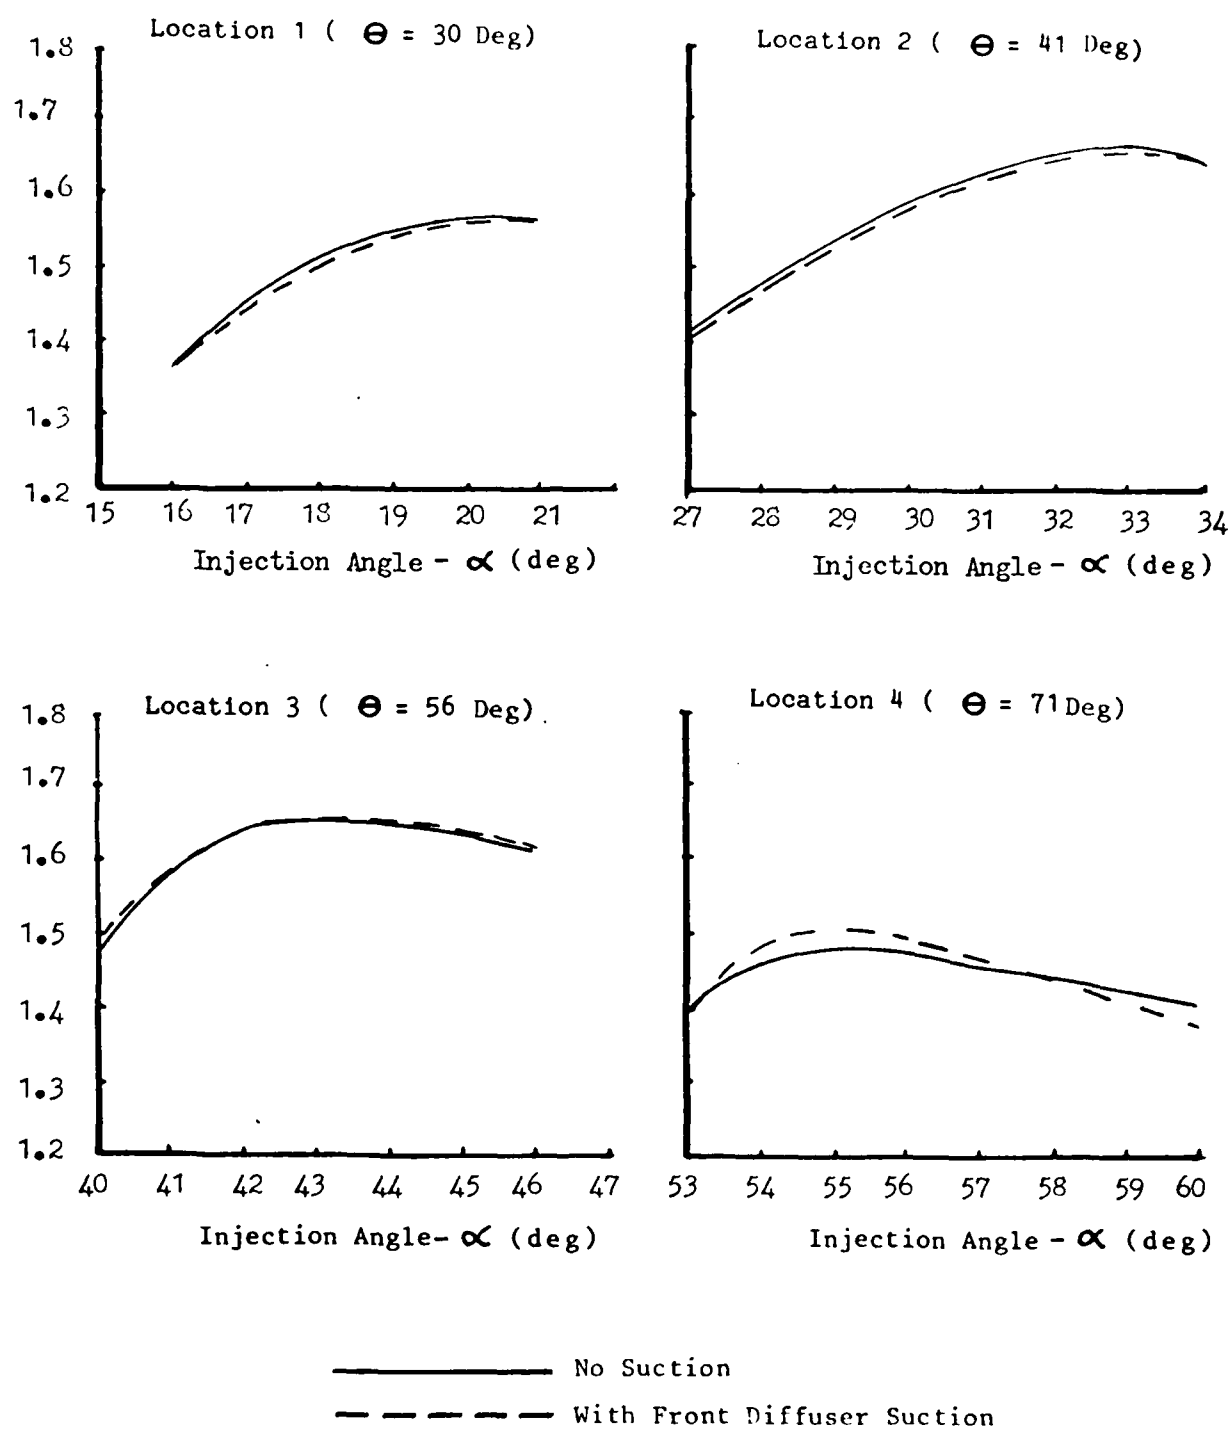 Location 1 ( Θ = 30 Deg)
1.8
1.7
1.6
1.5
1.4
1.3
1.2
15 16 17 18 19 20 21
Injection Angle - ∝ (deg)
Location 2 ( Θ = 41 Deg)
27 28 29 30 31 32 33 34
Injection Angle - ∝ (deg)
Location 3 ( Θ = 56 Deg)
1.8
1.7
1.6
1.5
1.4
1.3
1.2
40 41 42 43 44 45 46 47
Injection Angle- ∝ (deg)
Location 4 ( Θ = 71 Deg)
53 54 55 56 57 58 59 60
Injection Angle - ∝ (deg)
No Suction
With Front Diffuser Suction